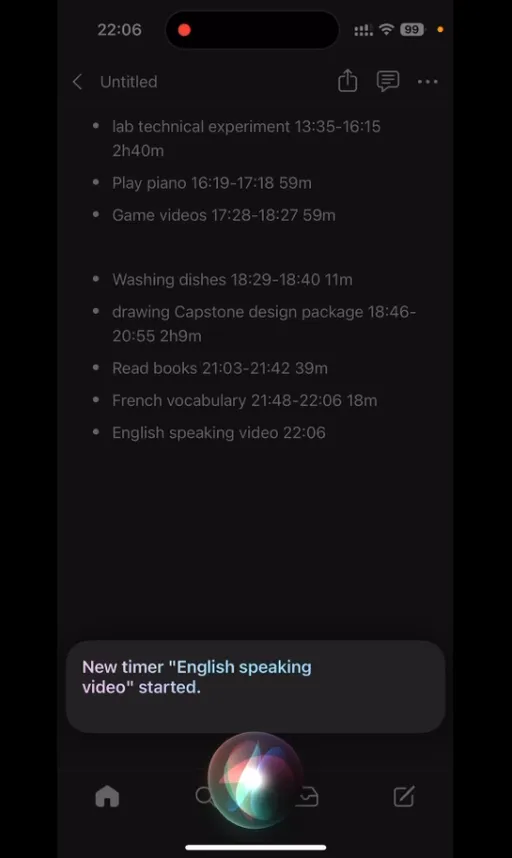 22:06
99
Untitled
lab technical experiment 13:35-16:15
2h40m
Play piano 16:19-17:18 59m
Game videos 17:28-18:27 59m
Washing dishes 18:29-18:40 11m
drawing Capstone design package 18:46-
20:55 2h9m
Read books 21:03-21:42 39m
French vocabulary 21:48-22:06 18m
English speaking video 22:06
New timer "English speaking
video" started.